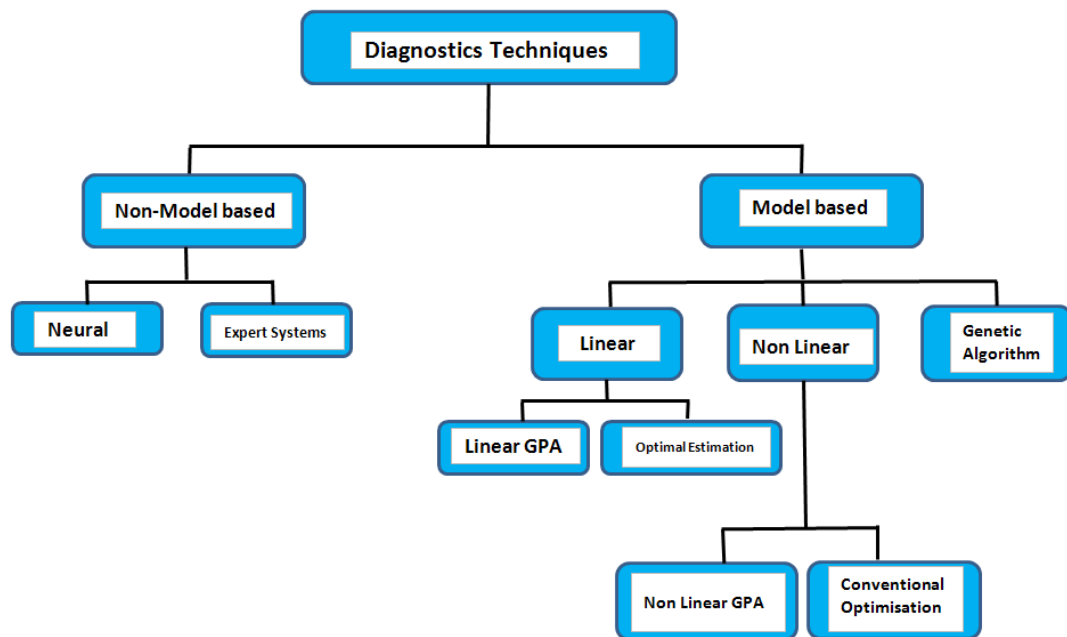 Diagnostics Techniques
Non-Model based
Model based
Neural
Expert Systems
Linear
Non Linear
Genetic
Algorithm
Linear GPA
Optimal Estimation
Non Linear GPA
Conventional
Optimisation